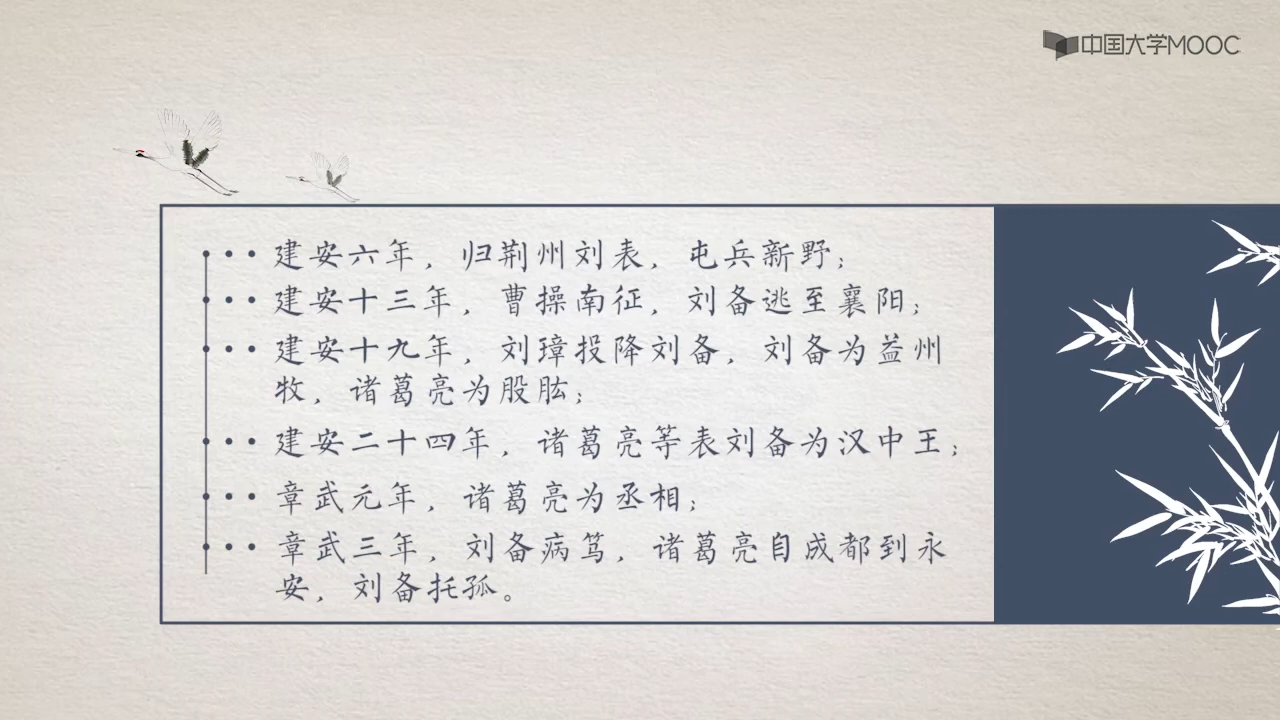 中国大学MOOC
建安六年，归荆州刘表，屯兵新野；
建安十三年，曹操南征，刘备逃至襄阳；
建安十九年，刘璋投降刘备，刘备为益州
牧，诸葛亮为股肱；
建安二十四年，诸葛亮等表刘备为汉中王；
章武元年，诸葛亮为丞相；
章武三年，刘备病笃，诸葛亮自成都到永
安，刘备托孤。